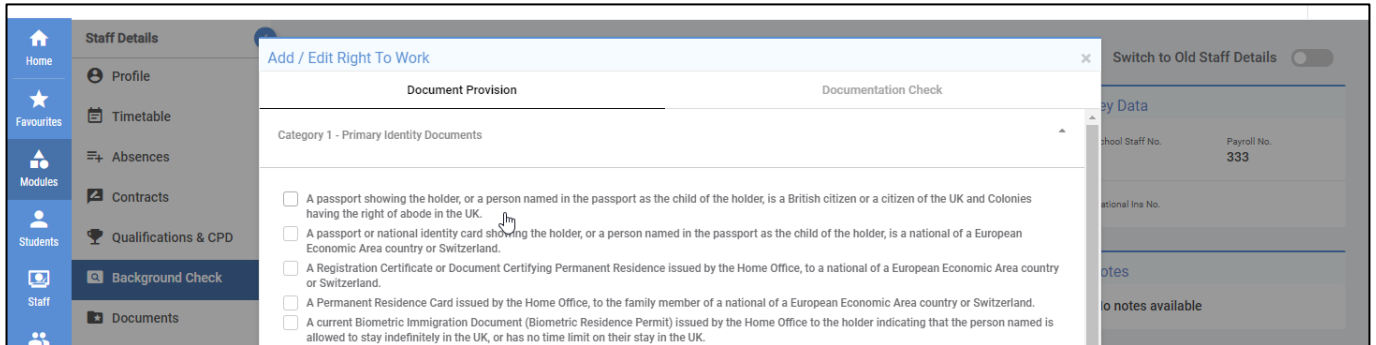 Home
Favourites
Modules
Students
Staff
Staff Details
Profile
Timetable
Absences
Contracts
Qualifications & CPD
Background Check
Documents
Add / Edit Right To Work
×
Document Provision
Documentation Check
Category 1 - Primary Identity Documents
A passport showing the holder, or a person named in the passport as the child of the holder, is a British citizen or a citizen of the UK and Colonies
having the right of abode in the UK.
A passport or national identity card showing the holder, or a person named in the passport as the child of the holder, is a national of a European
Economic Area country or Switzerland.
A Registration Certificate or Document Certifying Permanent Residence issued by the Home Office, to a national of a European Economic Area country
or Switzerland.
A Permanent Residence Card issued by the Home Office, to the family member of a national of a European Economic Area country or Switzerland.
A current Biometric Immigration Document (Biometric Residence Permit) issued by the Home Office to the holder indicating that the person named is
allowed to stay indefinitely in the UK, or has no time limit on their stay in the UK.
Switch to Old Staff Details
ey Data
chool Staff No.
Payroll No.
333
ational Ins No.
otes
lo notes available